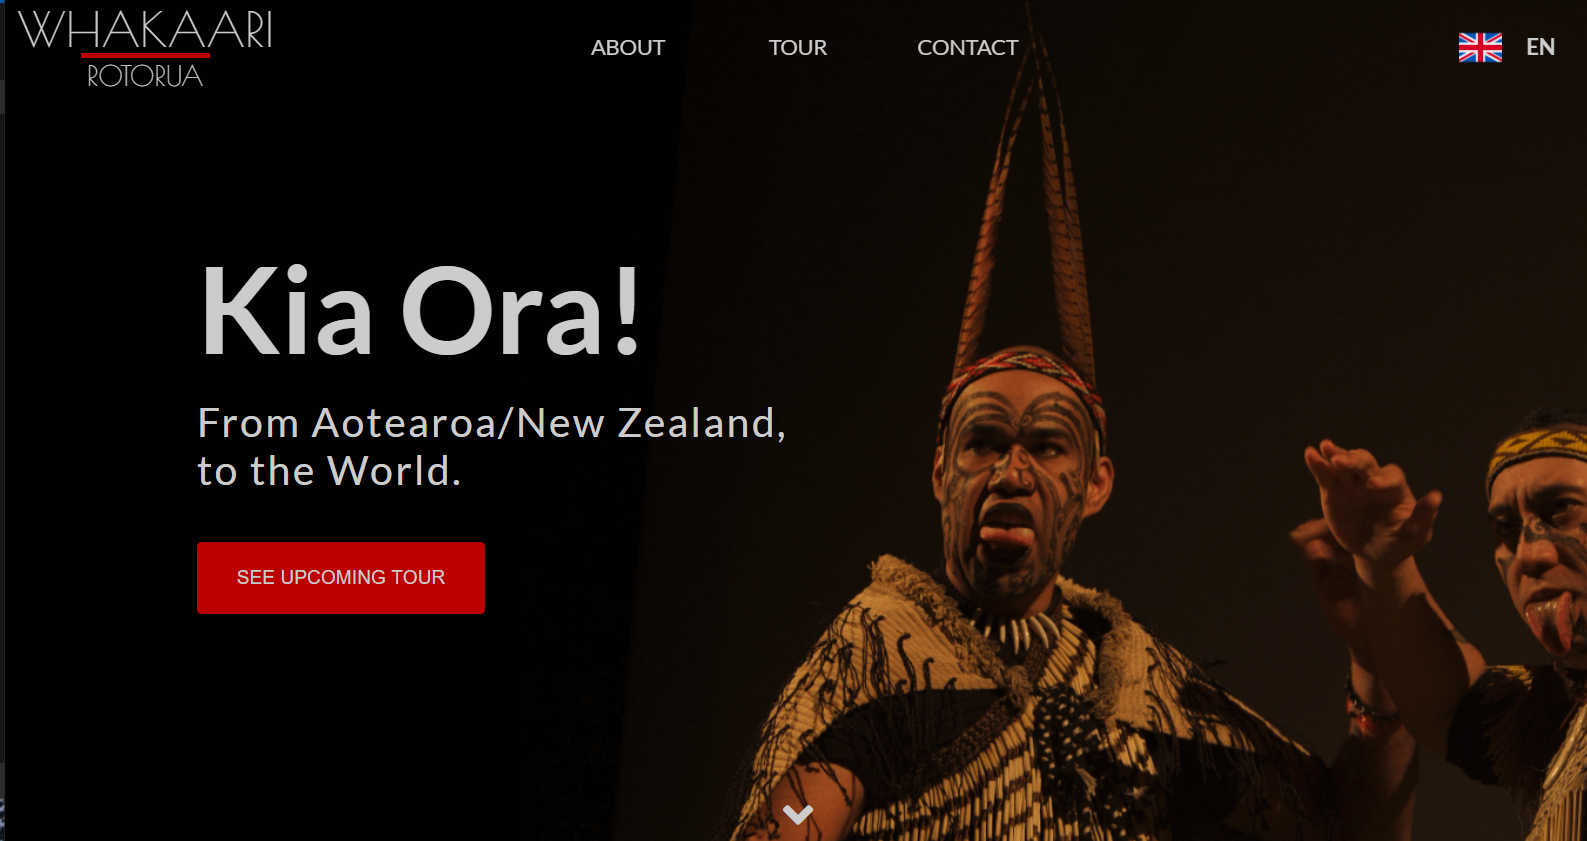 WHAKAARI
ROTORUA
ABOUT
TOUR
CONTACT
EN
Kia Ora!
From Aotearoa/New Zealand,
to the World.
SEE UPCOMING TOUR